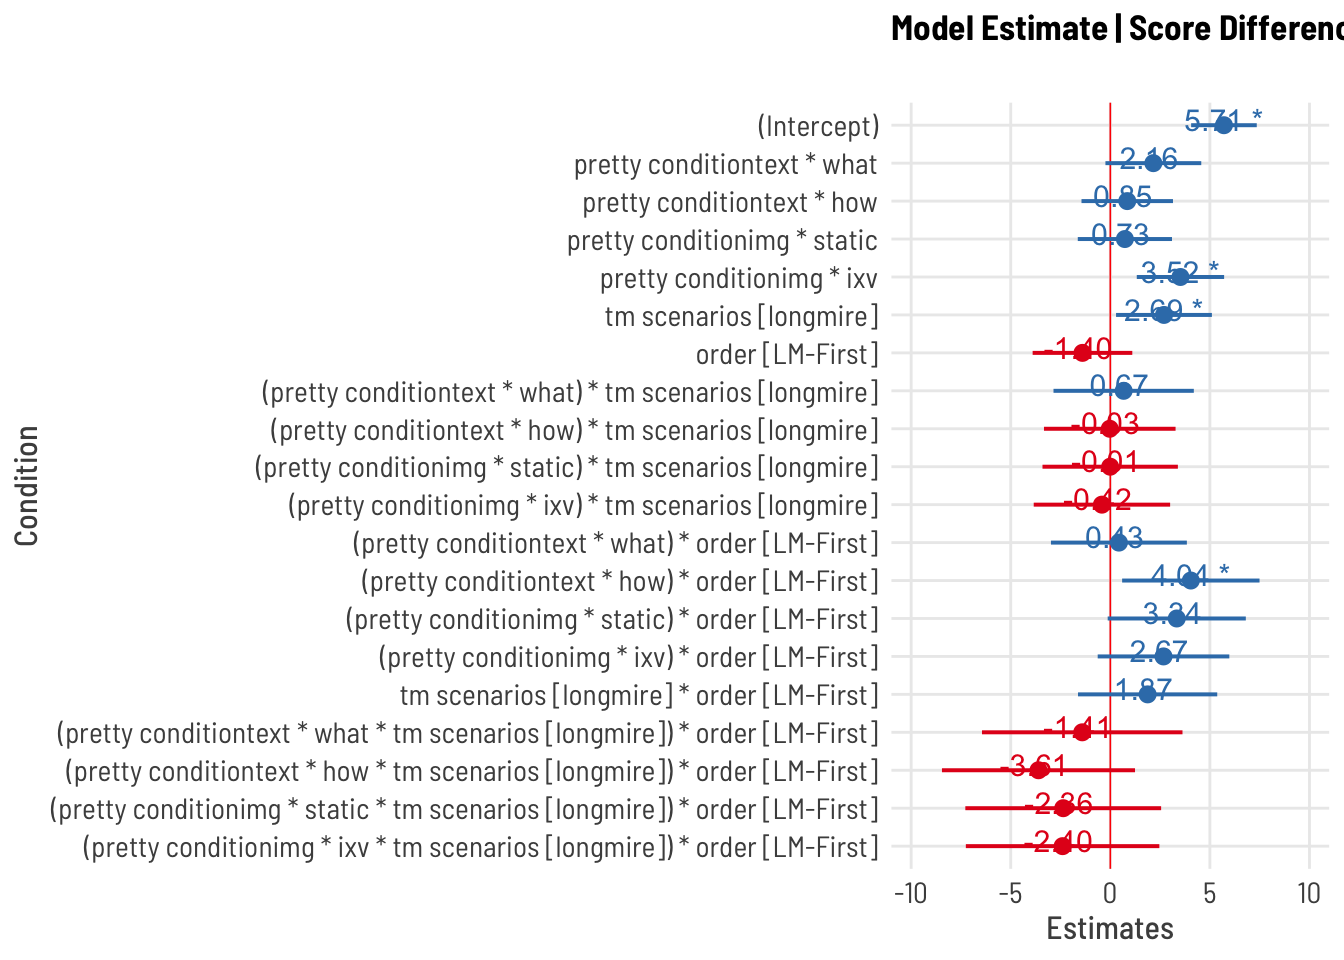 Model Estimate | Score Differenc
(Intercept) 5.71 *
pretty conditiontext * what 2.16
pretty conditiontext * how 0.85
pretty conditionimg * static 0.73
pretty conditionimg * ixv 3.52 *
tm scenarios [longmire] 2.69 *
order [LM-First] -1.40
(pretty conditiontext * what) * tm scenarios [longmire] 0.67
(pretty conditiontext * how) * tm scenarios [longmire] -0.03
(pretty conditionimg * static) * tm scenarios [longmire] -0.01
(pretty conditionimg * ixv) * tm scenarios [longmire] -0.42
(pretty conditiontext * what) * order [LM-First] 0.43
(pretty conditiontext * how) * order [LM-First] 4.04 *
(pretty conditionimg * static) * order [LM-First] 3.34
(pretty conditionimg * ixv) * order [LM-First] 2.67
tm scenarios [longmire] * order [LM-First] 1.87
(pretty conditiontext * what * tm scenarios [longmire]) * order [LM-First] -1.41
(pretty conditiontext * how * tm scenarios [longmire]) * order [LM-First] -3.61
(pretty conditionimg * static * tm scenarios [longmire]) * order [LM-First] -2.36
(pretty conditionimg * ixv * tm scenarios [longmire]) * order [LM-First] -2.40
Condition
-10 -5 0 5 10
Estimates